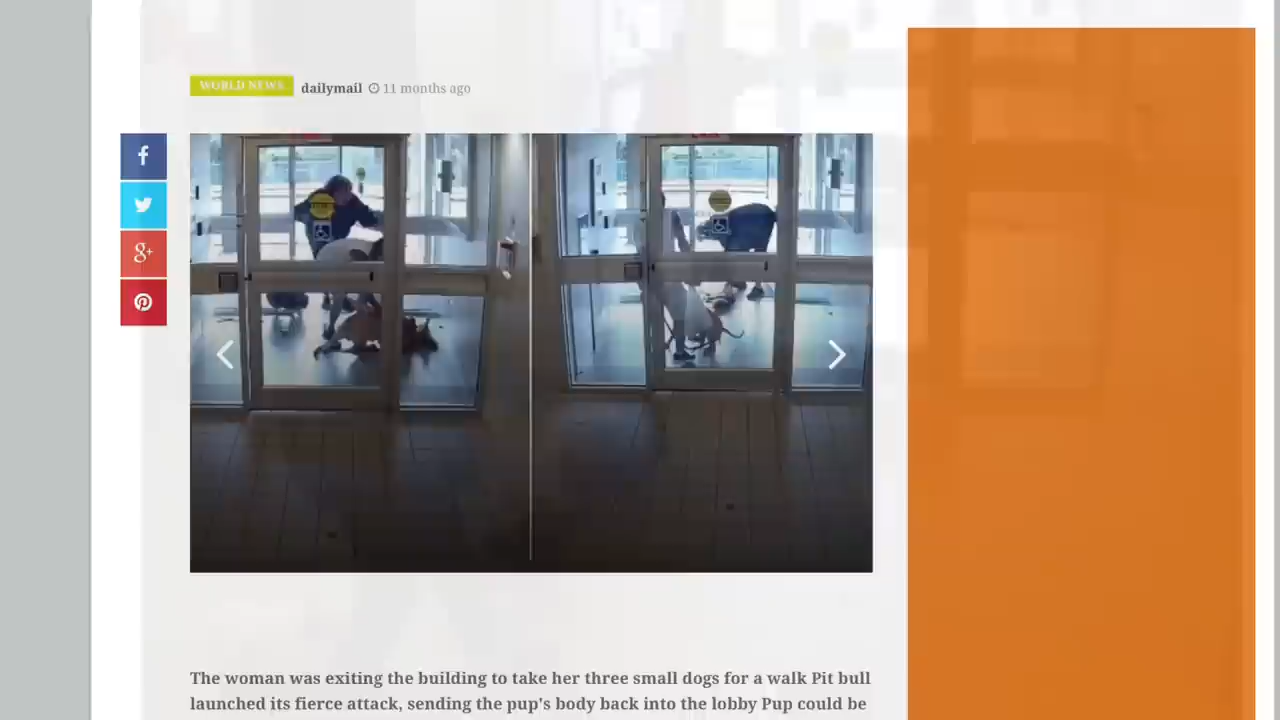 WORLD NEWS dailymail 11 months ago
f
g+
The woman was exiting the building to take her three small dogs for a walk Pit bull
launched its fierce attack, sending the pup's body back into the lobby Pup could be